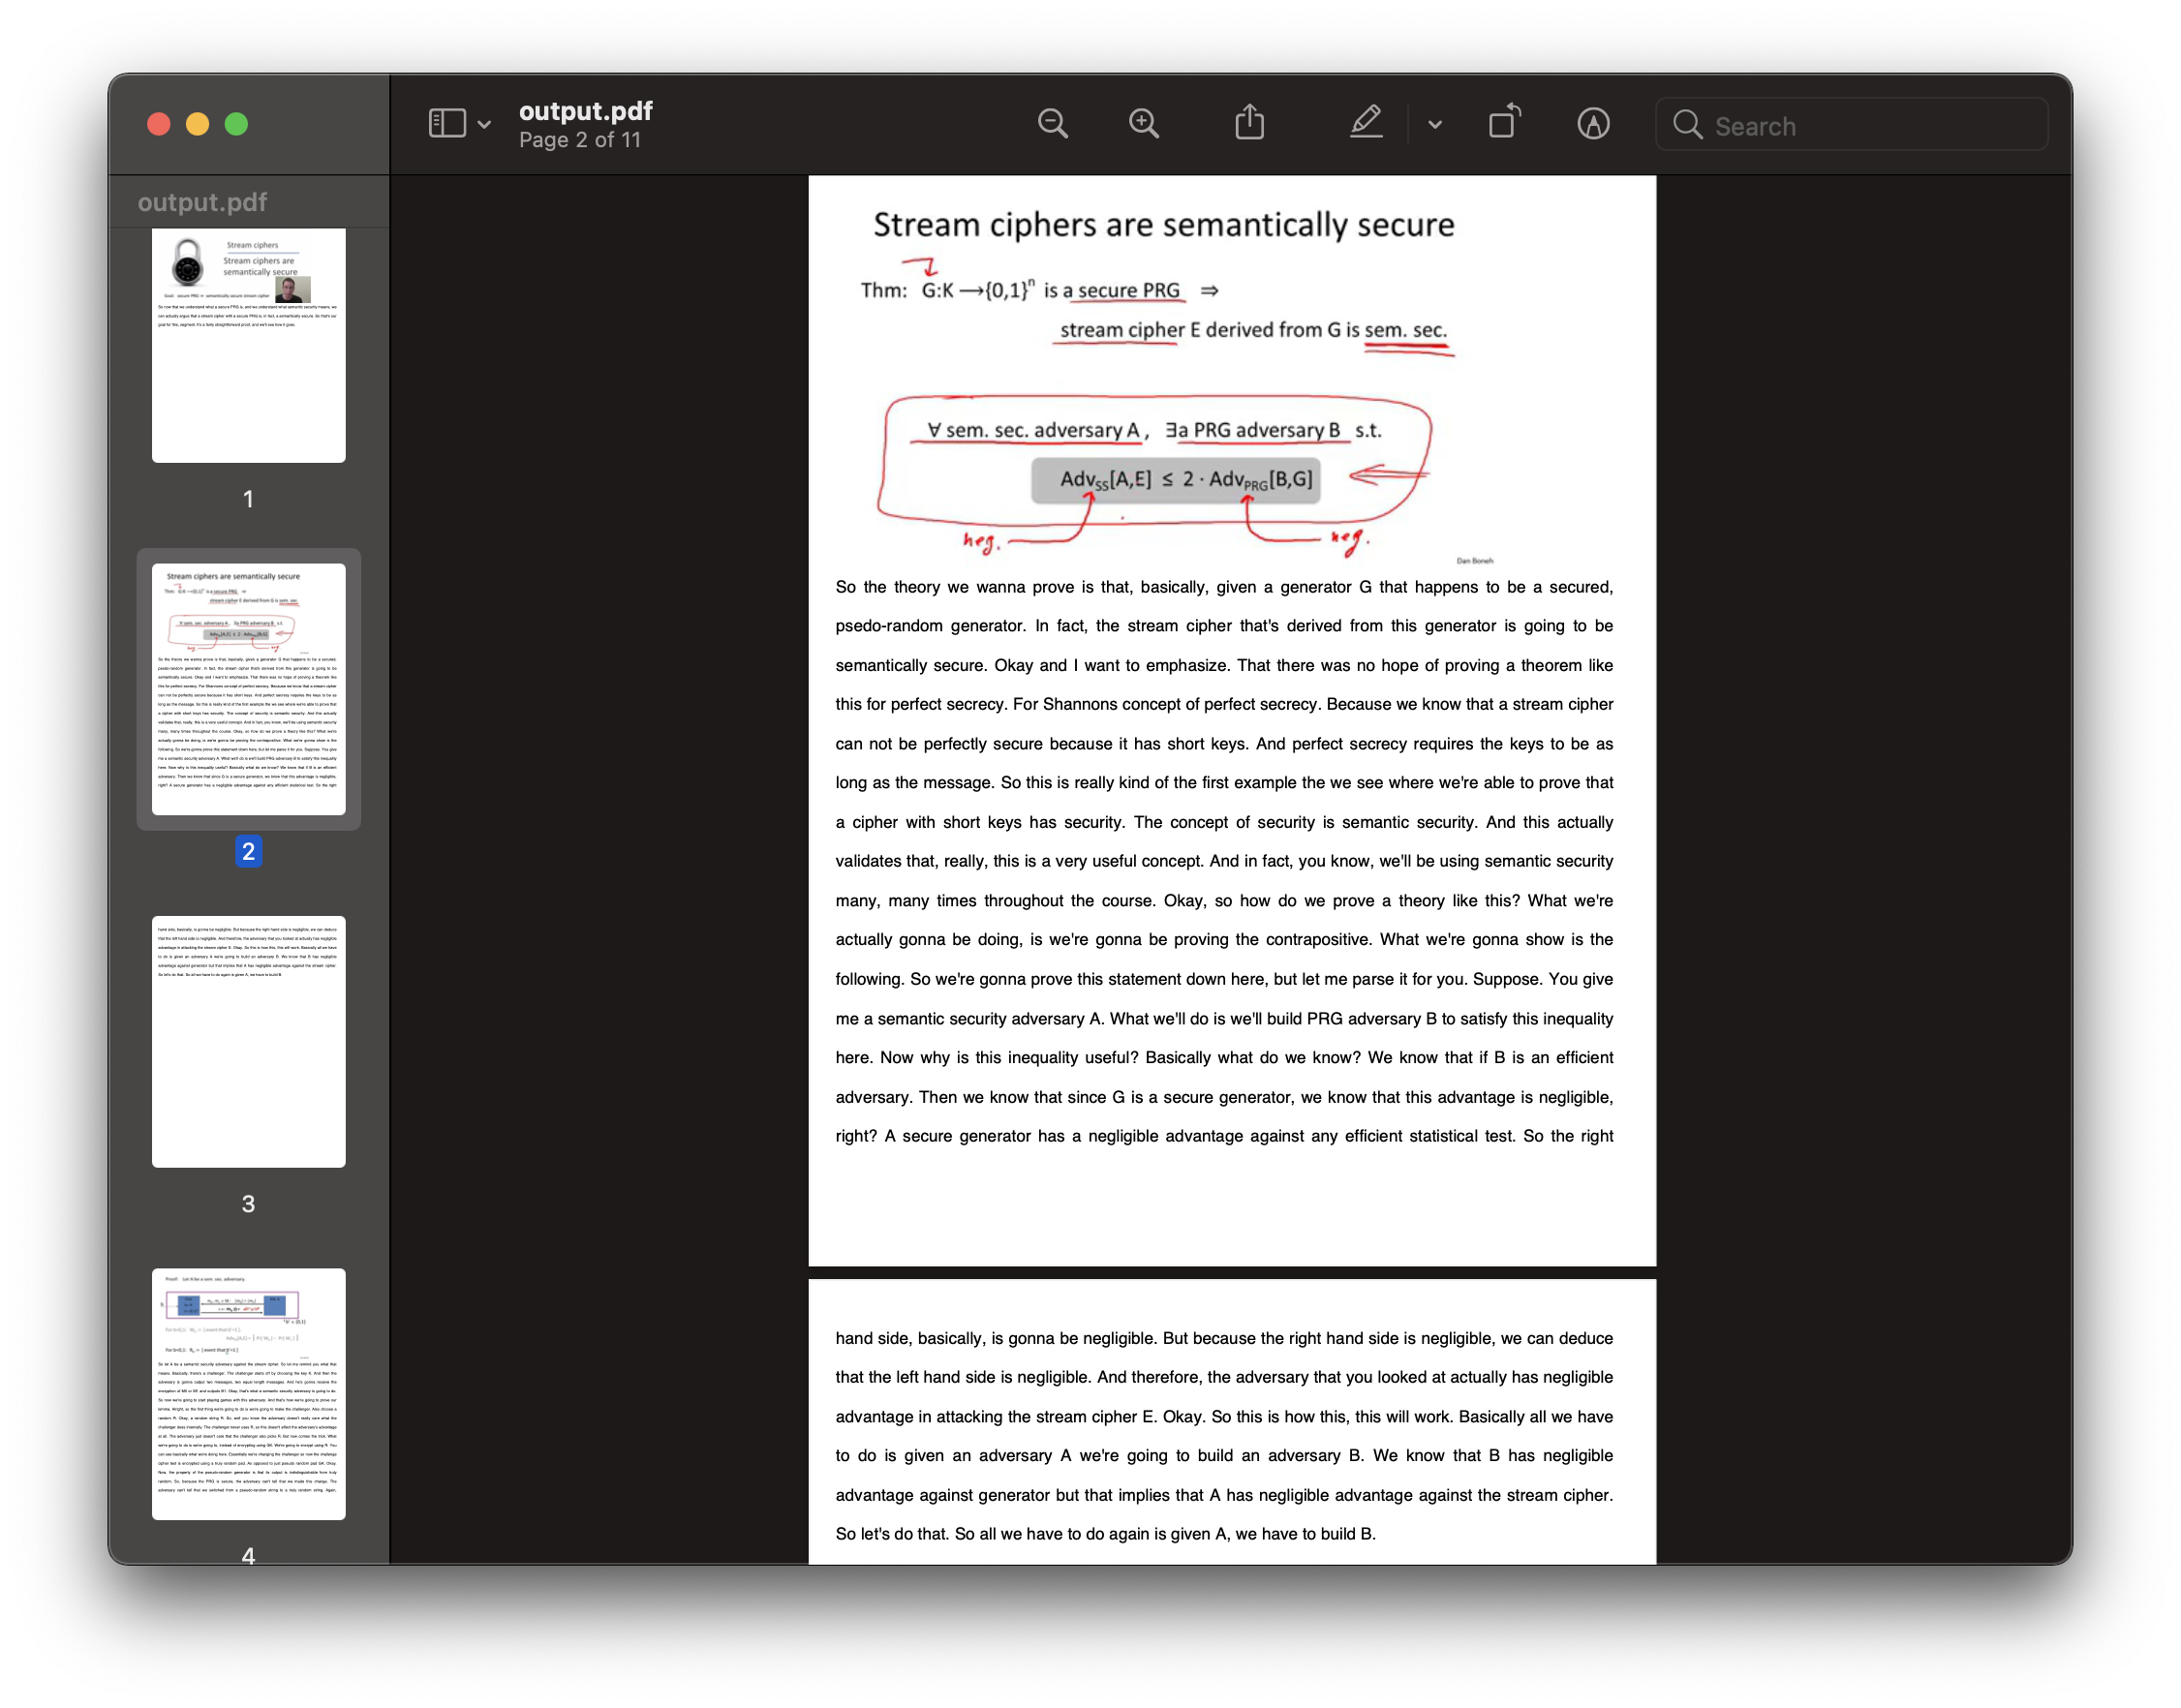 output.pdf
Page 2 of 11
Search
output.pdf
Stream ciphers
Stream ciphers are
semantically secure
1
2
3
4
Stream ciphers are semantically secure
Thm: G:K ⟶{0,1}ⁿ is a secure PRG ⇒
stream cipher E derived from G is sem. sec.
∀ sem. sec. adversary A , ∃a PRG adversary B s.t.
Adv_SS[A,E] ≤ 2 · Adv_PRG[B,G]
neg. neg.
Dan Boneh
So the theory we wanna prove is that, basically, given a generator G that happens to be a secured,
psedo-random generator. In fact, the stream cipher that's derived from this generator is going to be
semantically secure. Okay and I want to emphasize. That there was no hope of proving a theorem like
this for perfect secrecy. For Shannons concept of perfect secrecy. Because we know that a stream cipher
can not be perfectly secure because it has short keys. And perfect secrecy requires the keys to be as
long as the message. So this is really kind of the first example the we see where we're able to prove that
a cipher with short keys has security. The concept of security is semantic security. And this actually
validates that, really, this is a very useful concept. And in fact, you know, we'll be using semantic security
many, many times throughout the course. Okay, so how do we prove a theory like this? What we're
actually gonna be doing, is we're gonna be proving the contrapositive. What we're gonna show is the
following. So we're gonna prove this statement down here, but let me parse it for you. Suppose. You give
me a semantic security adversary A. What we'll do is we'll build PRG adversary B to satisfy this inequality
here. Now why is this inequality useful? Basically what do we know? We know that if B is an efficient
adversary. Then we know that since G is a secure generator, we know that this advantage is negligible,
right? A secure generator has a negligible advantage against any efficient statistical test. So the right
hand side, basically, is gonna be negligible. But because the right hand side is negligible, we can deduce
that the left hand side is negligible. And therefore, the adversary that you looked at actually has negligible
advantage in attacking the stream cipher E. Okay. So this is how this, this will work. Basically all we have
to do is given an adversary A we're going to build an adversary B. We know that B has negligible
advantage against generator but that implies that A has negligible advantage against the stream cipher.
So let's do that. So all we have to do again is given A, we have to build B.